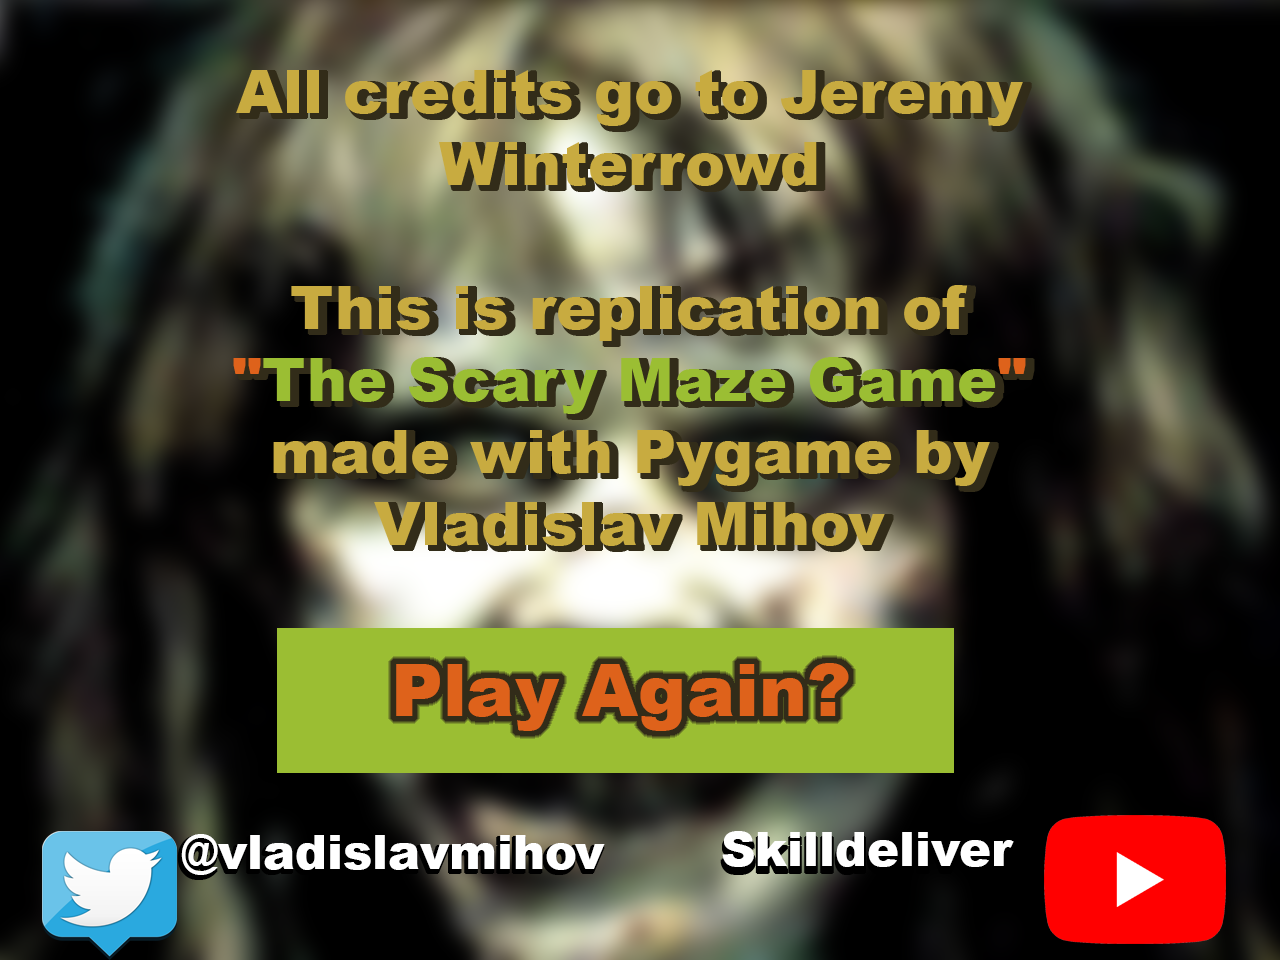 All credits go to Jeremy
Winterrowd
This is replication of
"The Scary Maze Game"
made with Pygame by
Vladislav Mihov
Play Again?
@vladislavmihov
Skilldeliver